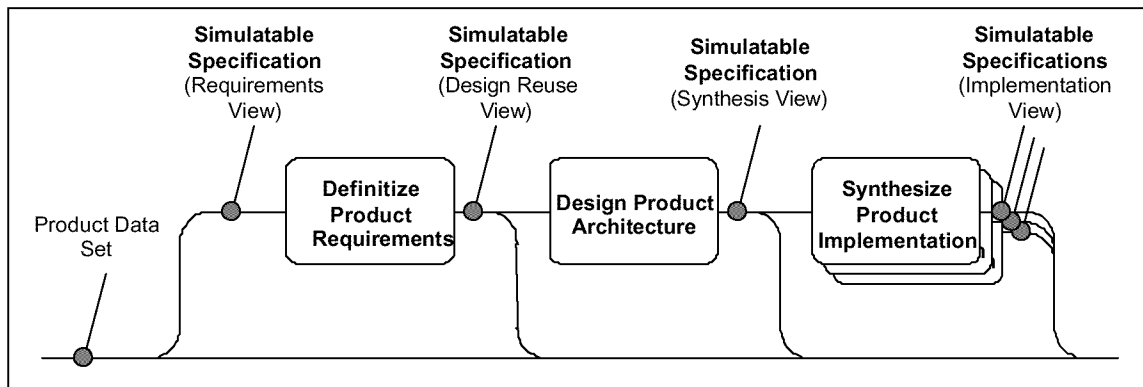 Simulatable
Specification
(Requirements
View)
Simulatable
Specification
(Design Reuse
View)
Simulatable
Specification
(Synthesis View)
Simulatable
Specifications
(Implementation
View)
Product Data
Set
Definitize
Product
Requirements
Design Product
Architecture
Synthesize
Product
Implementation